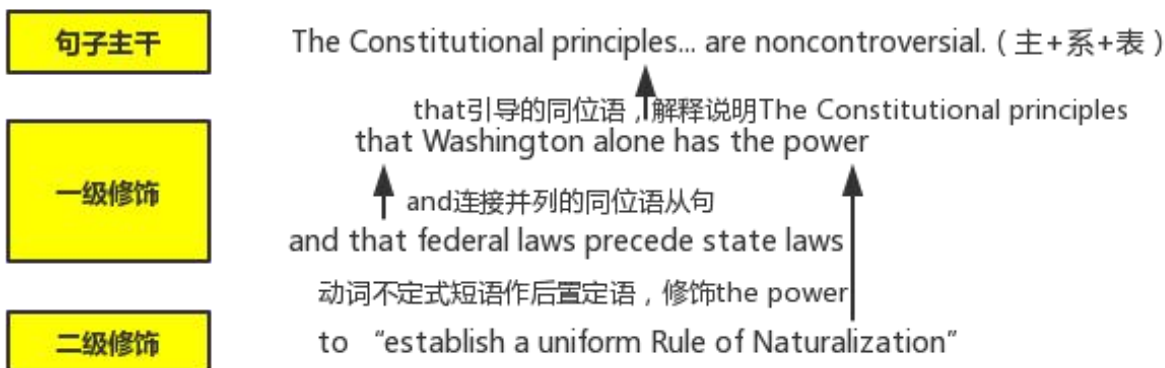 句子主干
The Constitutional principles... are noncontroversial.(主+系+表)
that引导的同位语,解释说明The Constitutional principles
that Washington alone has the power
一级修饰
and连接并列的同位语从句
and that federal laws precede state laws
动词不定式短语作后置定语,修饰the power
二级修饰
to “establish a uniform Rule of Naturalization”